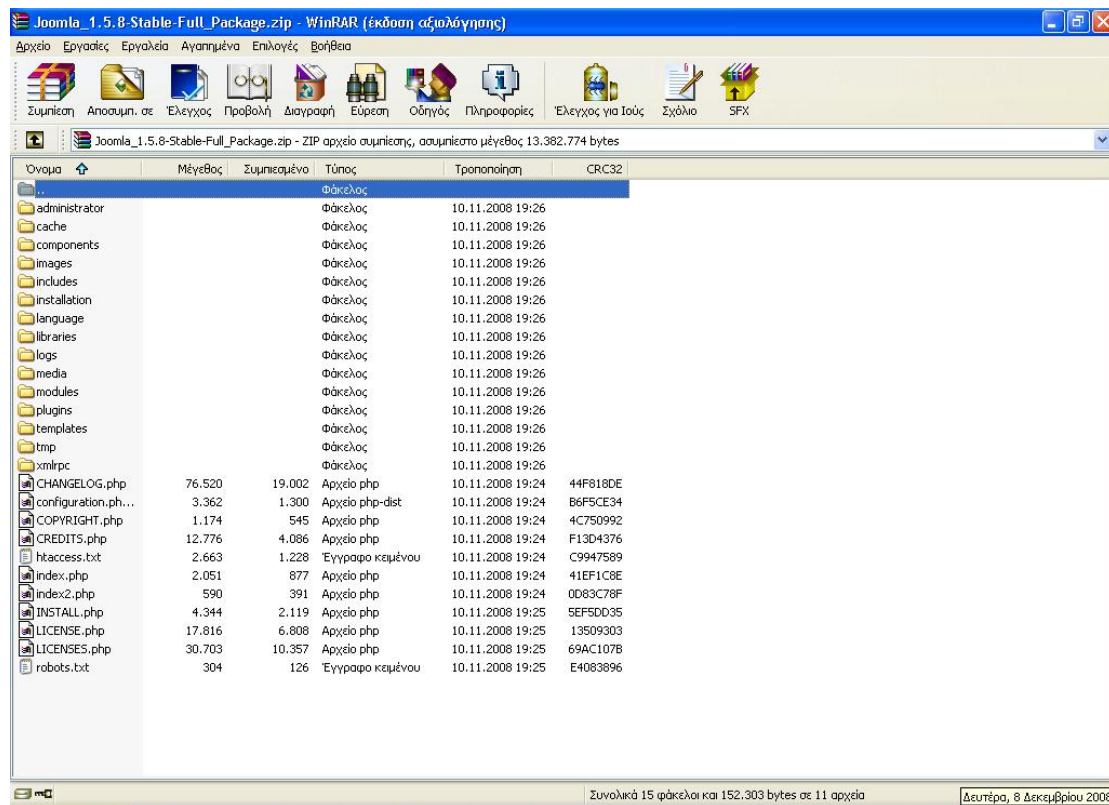 Joomla_1.5.8-Stable-Full_Package.zip - WinRAR (έκδοση αξιολόγησης)
Αρχείο Εργασίες Εργαλεία Αγαπημένα Επιλογές Βοήθεια
Συμπίεση Αποσυμπ. σε Έλεγχος Προβολή Διαγραφή Εύρεση Οδηγός Πληροφορίες Έλεγχος για Ιούς Σχόλιο SFX
Joomla_1.5.8-Stable-Full_Package.zip - ZIP αρχείο συμπίεσης, ασυμπίεστο μέγεθος 13.382.774 bytes
Όνομα Μέγεθος Συμπιεσμένο Τύπος Τροποποίηση CRC32
.. Φάκελος
administrator Φάκελος 10.11.2008 19:26
cache Φάκελος 10.11.2008 19:26
components Φάκελος 10.11.2008 19:26
images Φάκελος 10.11.2008 19:26
includes Φάκελος 10.11.2008 19:26
installation Φάκελος 10.11.2008 19:26
language Φάκελος 10.11.2008 19:26
libraries Φάκελος 10.11.2008 19:26
logs Φάκελος 10.11.2008 19:26
media Φάκελος 10.11.2008 19:26
modules Φάκελος 10.11.2008 19:26
plugins Φάκελος 10.11.2008 19:26
templates Φάκελος 10.11.2008 19:26
tmp Φάκελος 10.11.2008 19:26
xmlrpc Φάκελος 10.11.2008 19:26
CHANGELOG.php 76.520 19.002 Αρχείο php 10.11.2008 19:24 44F818DE
configuration.ph... 3.362 1.300 Αρχείο php-dist 10.11.2008 19:24 B6F5CE34
COPYRIGHT.php 1.174 545 Αρχείο php 10.11.2008 19:24 4C750992
CREDITS.php 12.776 4.086 Αρχείο php 10.11.2008 19:24 F13D4376
htaccess.txt 2.663 1.228 Έγγραφο κειμένου 10.11.2008 19:24 C9947589
index.php 2.051 877 Αρχείο php 10.11.2008 19:24 41EF1C8E
index2.php 590 391 Αρχείο php 10.11.2008 19:24 0D83C78F
INSTALL.php 4.344 2.119 Αρχείο php 10.11.2008 19:25 5EF5DD35
LICENSE.php 17.816 6.808 Αρχείο php 10.11.2008 19:25 13509303
LICENSES.php 30.703 10.357 Αρχείο php 10.11.2008 19:25 69AC107B
robots.txt 304 126 Έγγραφο κειμένου 10.11.2008 19:25 E4083896
Συνολικά 15 φάκελοι και 152.303 bytes σε 11 αρχεία
Δευτέρα, 8 Δεκεμβρίου 2008